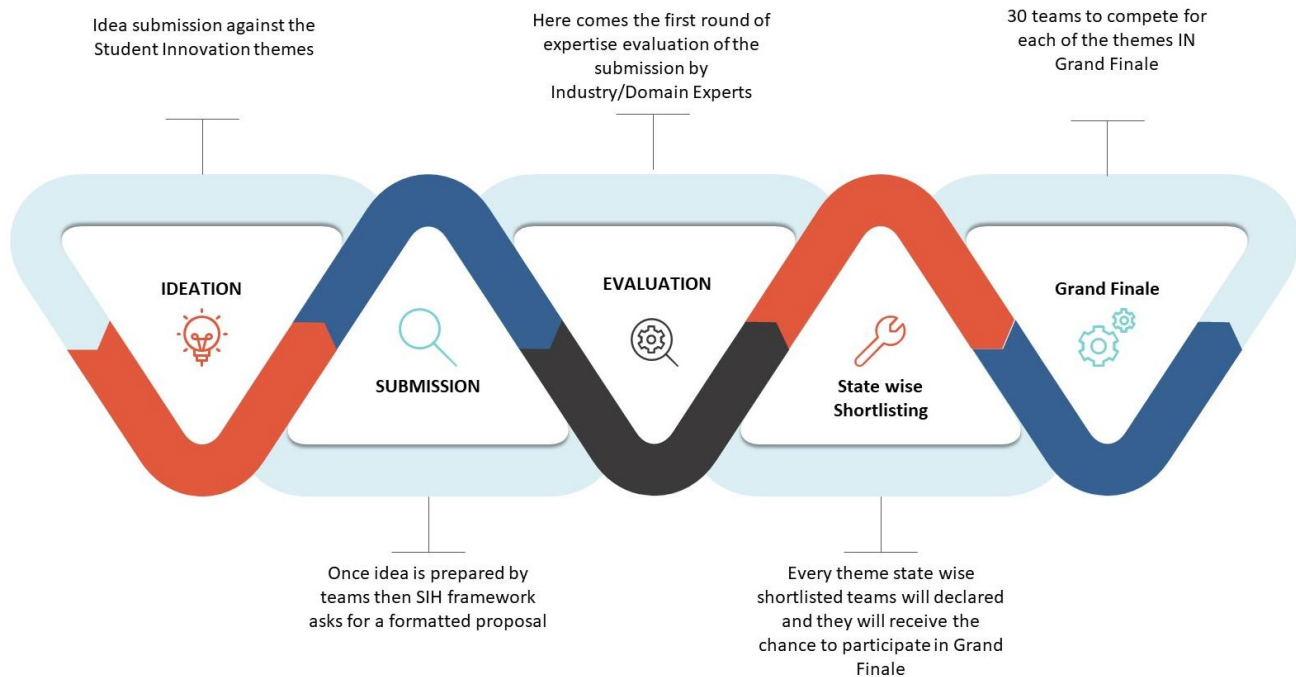 Idea submission against the
Student Innovation themes
Here comes the first round of
expertise evaluation of the
submission by
Industry/Domain Experts
30 teams to compete for
each of the themes IN
Grand Finale
IDEATION
SUBMISSION
EVALUATION
State wise
Shortlisting
Grand Finale
Once idea is prepared by
teams then SIH framework
asks for a formatted proposal
Every theme state wise
shortlisted teams will declared
and they will receive the
chance to participate in Grand
Finale